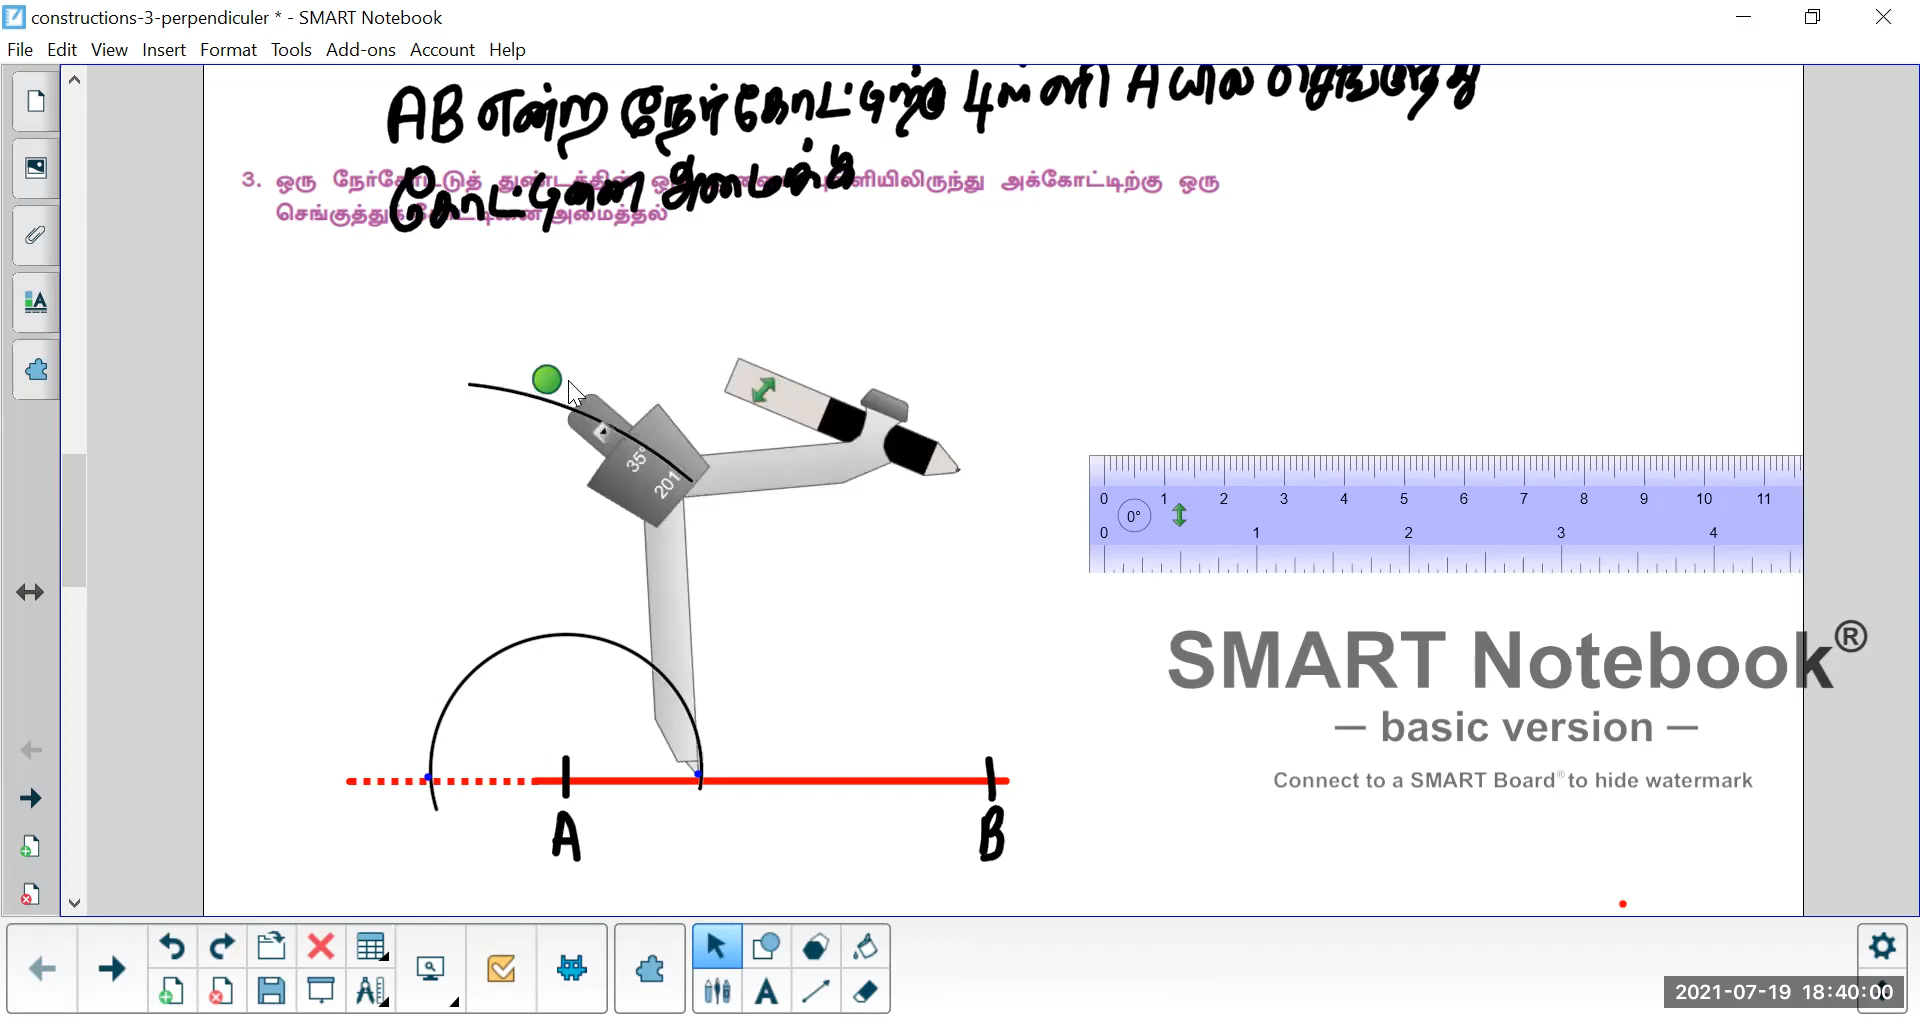 constructions-3-perpendiculer * - SMART Notebook
File Edit View Insert Format Tools Add-ons Account Help
AB என்ற நேர்கோட்டிற்கு புள்ளி A யில் செங்குத்து
கோட்டினை அமைக்க
3. ஒரு துண்டத்தின் அக்கோட்டிற்கு ஒரு
அமைத்தல்
35°
201
0 1 2 3 4 5 6 7 8 9 10 11
0°
0 1 2 3 4
SMART Notebook®
— basic version —
Connect to a SMART Board® to hide watermark
A B
2021-07-19 18:40:00